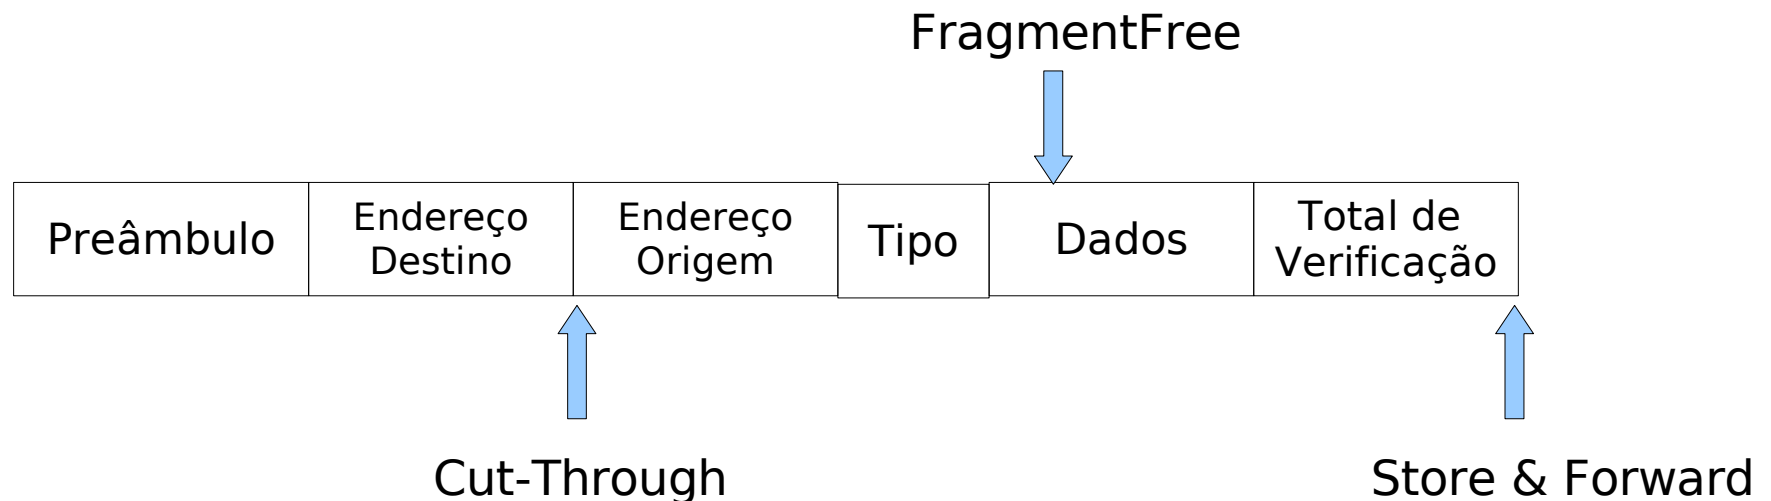 FragmentFree
Preâmbulo
Endereço
Destino
Endereço
Origem
Tipo
Dados
Total de
Verificação
Cut-Through
Store & Forward